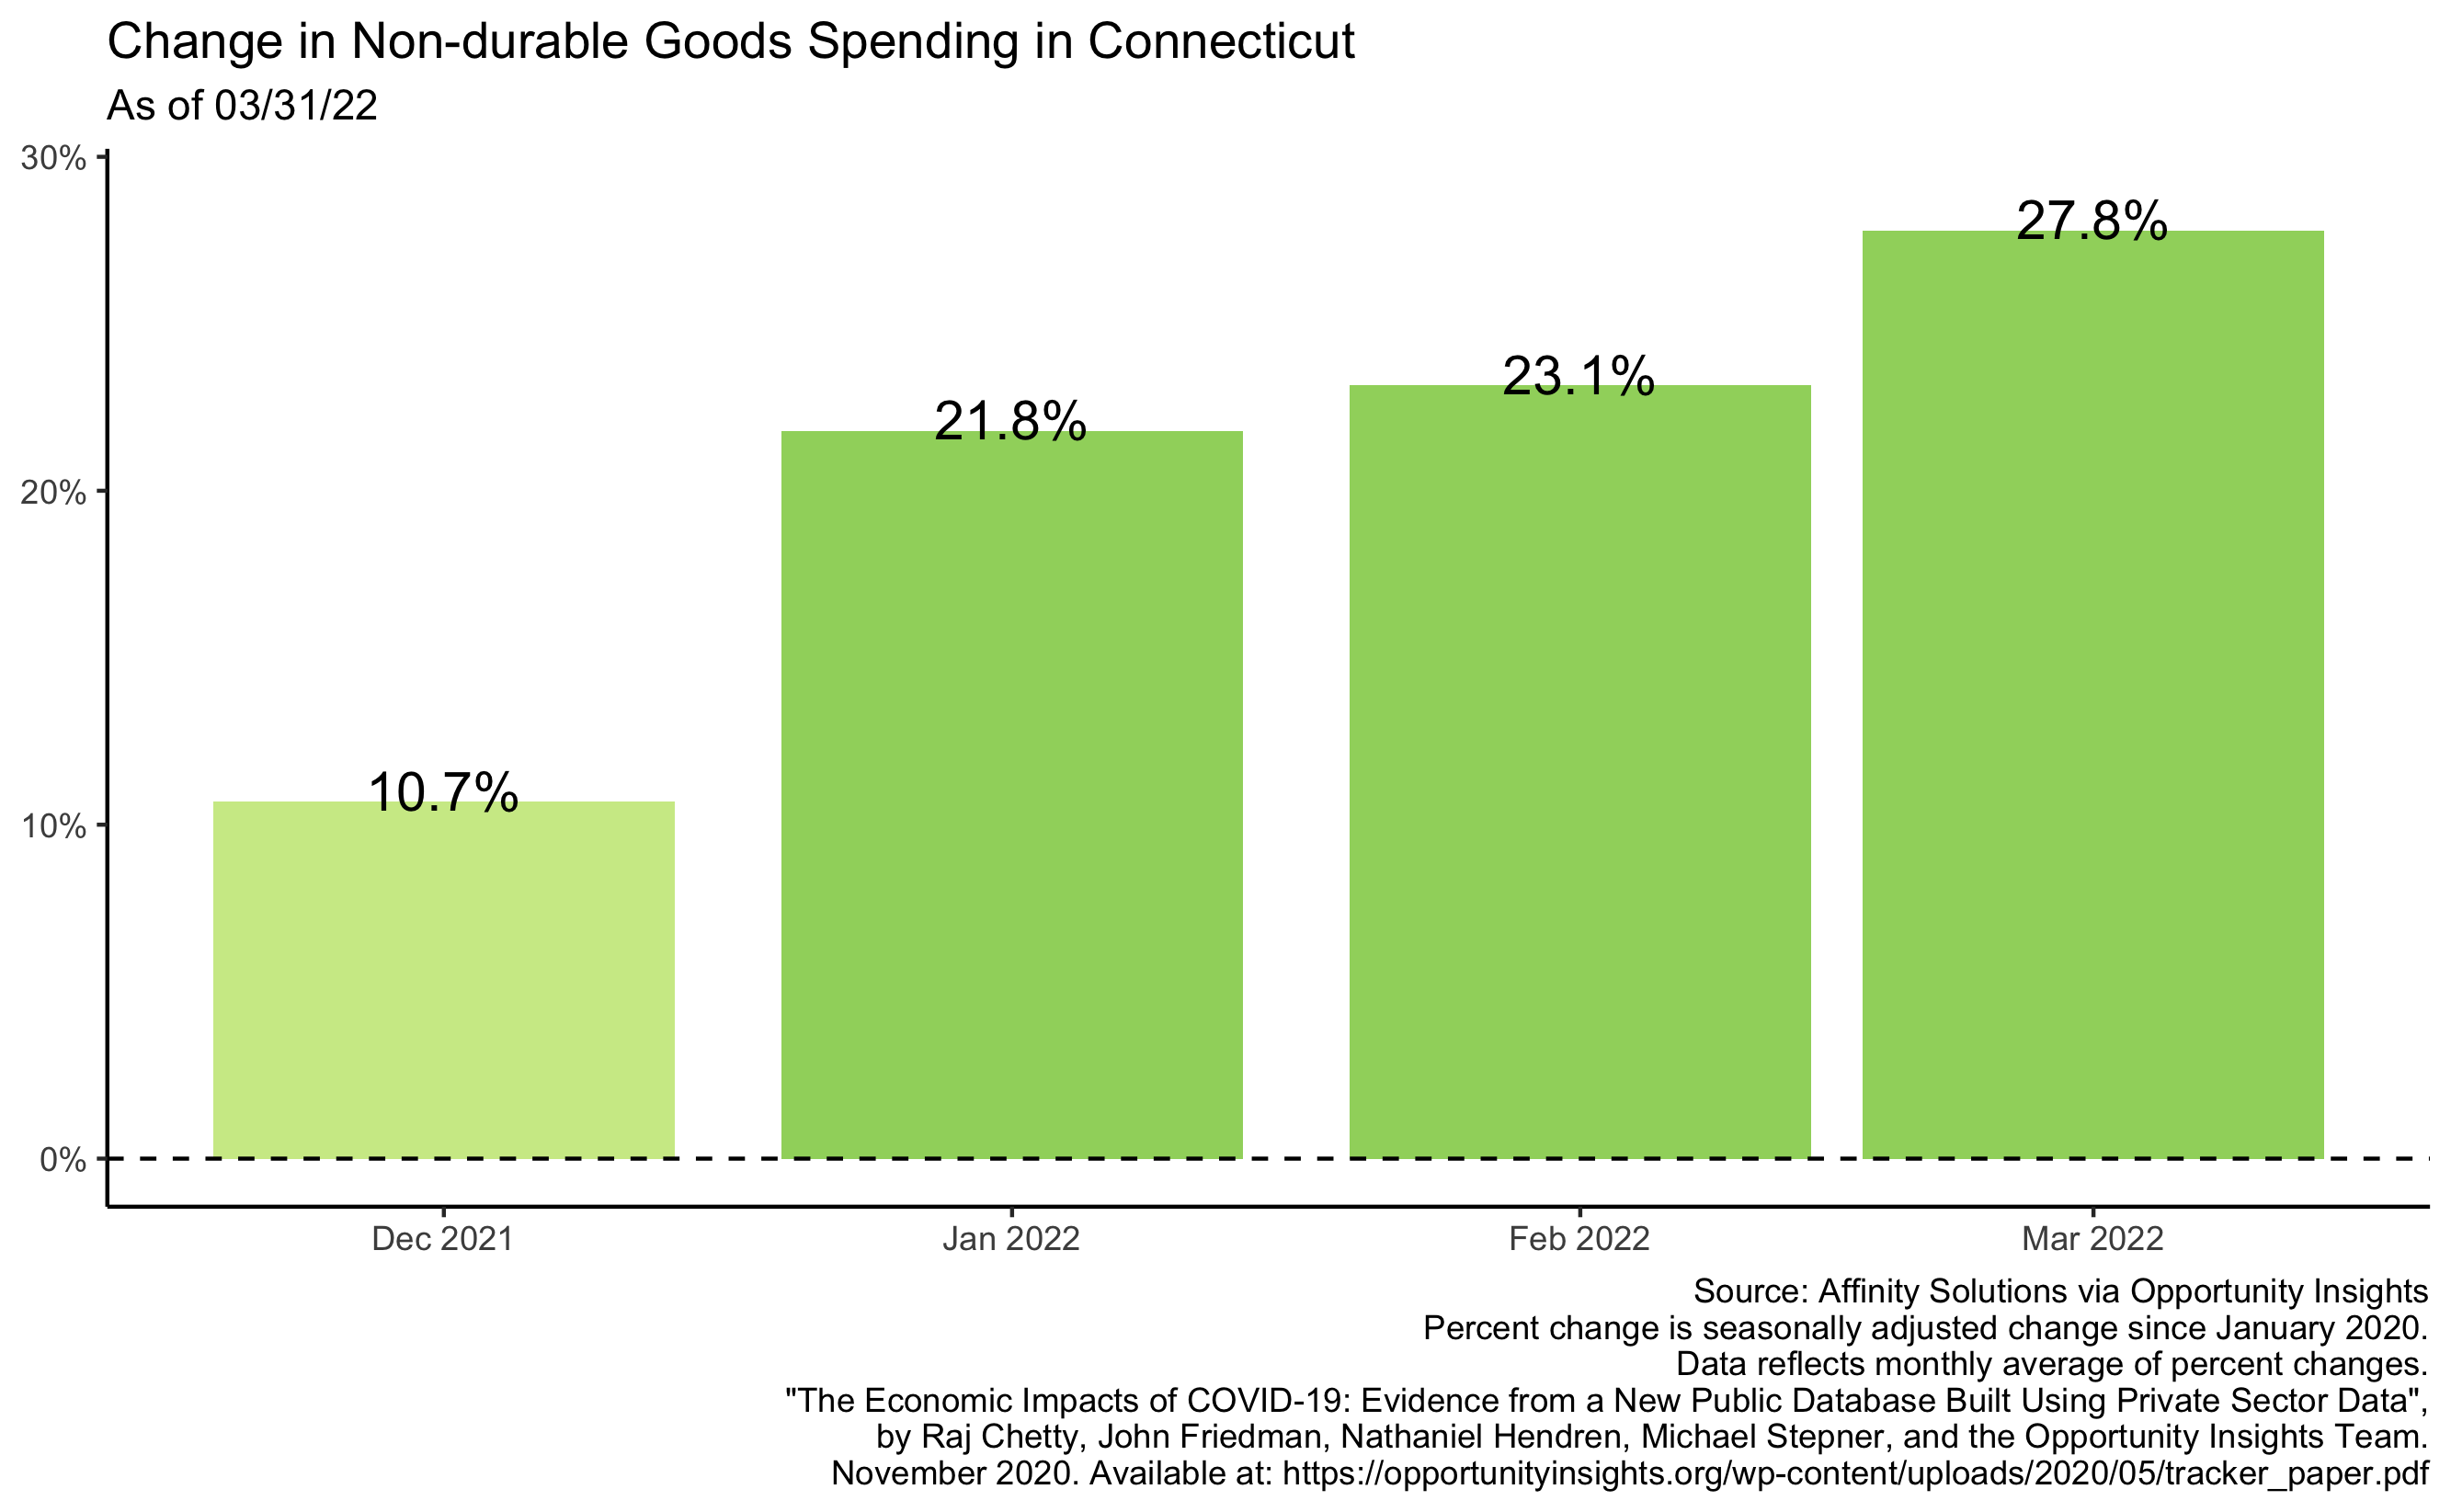 Change in Non-durable Goods Spending in Connecticut
As of 03/31/22
30%
20%
10%
0%
10.7%
21.8%
23.1%
27.8%
Dec 2021
Jan 2022
Feb 2022
Mar 2022
Source: Affinity Solutions via Opportunity Insights
Percent change is seasonally adjusted change since January 2020.
Data reflects monthly average of percent changes.
"The Economic Impacts of COVID-19: Evidence from a New Public Database Built Using Private Sector Data",
by Raj Chetty, John Friedman, Nathaniel Hendren, Michael Stepner, and the Opportunity Insights Team.
November 2020. Available at: https://opportunityinsights.org/wp-content/uploads/2020/05/tracker_paper.pdf